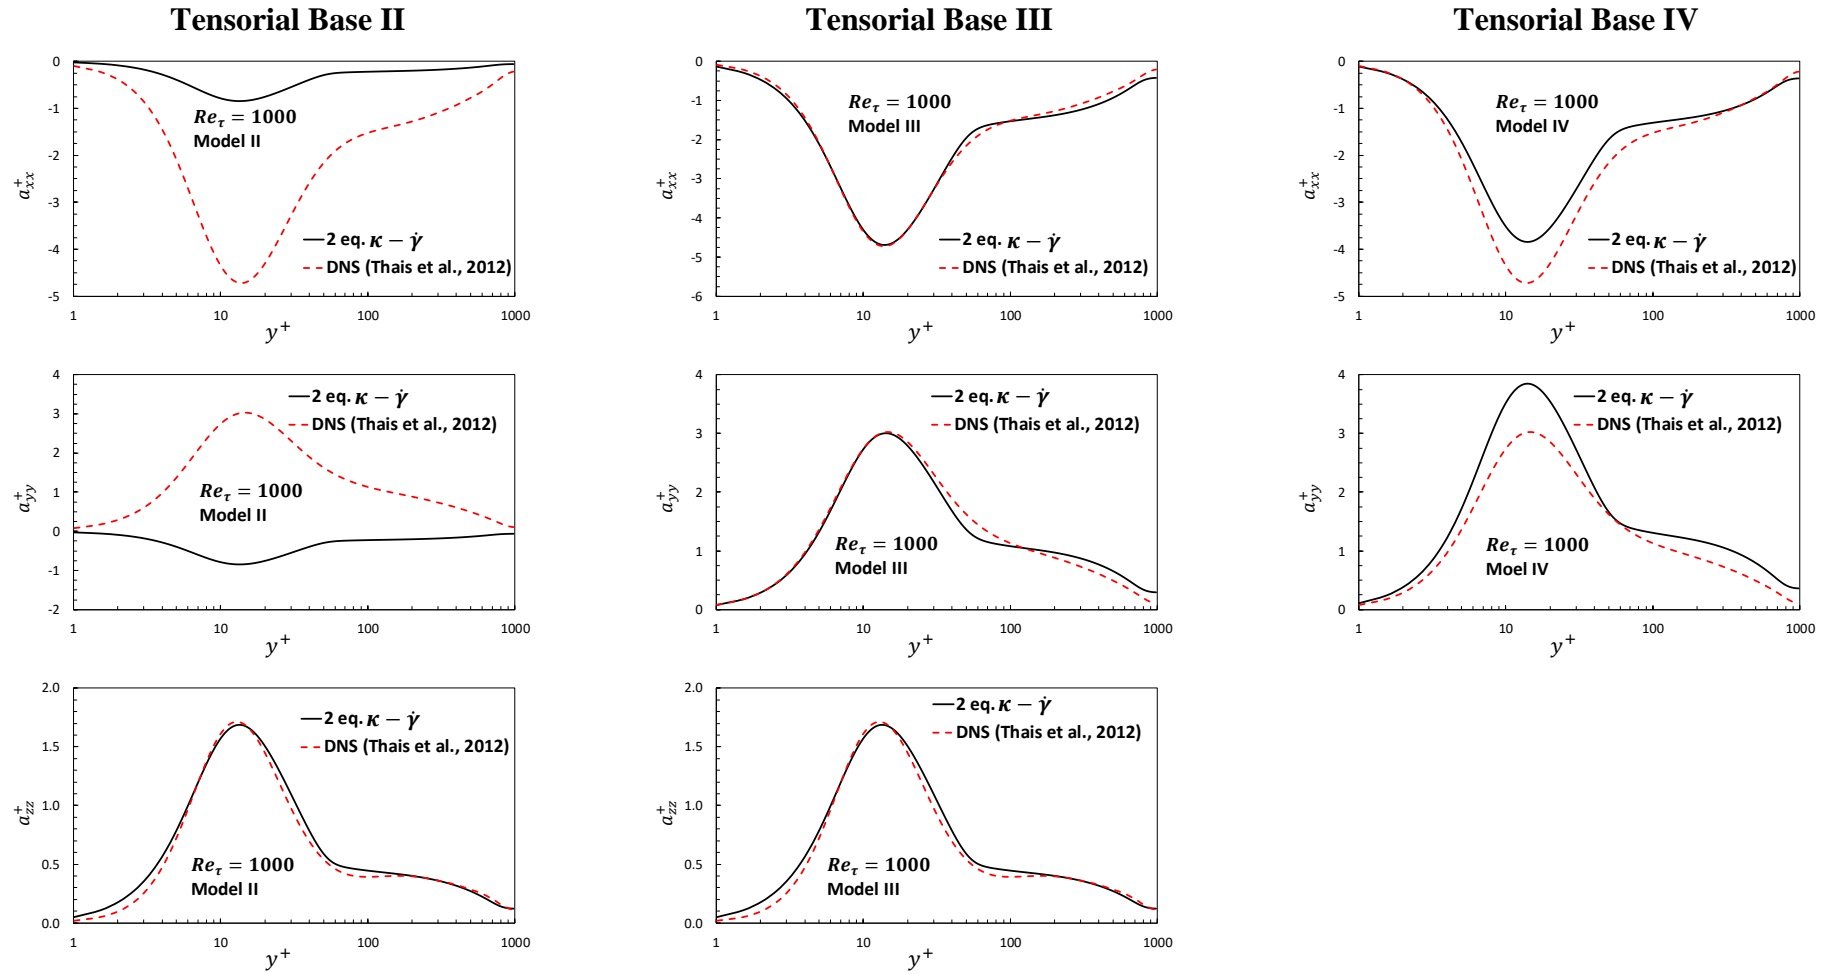 Tensorial Base II
Tensorial Base III
Tensorial Base IV
0
-1
-2
-3
-4
-5
a⁺xx
Reτ = 1000
Model II
2 eq. κ − γ̇
DNS (Thais et al., 2012)
1
10
100
1000
y⁺
0
-1
-2
-3
-4
-5
-6
a⁺xx
Reτ = 1000
Model III
2 eq. κ − γ̇
DNS (Thais et al., 2012)
1
10
100
1000
y⁺
0
-1
-2
-3
-4
-5
a⁺xx
Reτ = 1000
Model IV
2 eq. κ − γ̇
DNS (Thais et al., 2012)
1
10
100
1000
y⁺
4
3
2
1
0
-1
-2
a⁺yy
2 eq. κ − γ̇
DNS (Thais et al., 2012)
Reτ = 1000
Model II
1
10
100
1000
y⁺
4
3
2
1
0
a⁺yy
2 eq. κ − γ̇
DNS (Thais et al., 2012)
Reτ = 1000
Model III
1
10
100
1000
y⁺
4
3
2
1
0
a⁺yy
2 eq. κ − γ̇
DNS (Thais et al., 2012)
Reτ = 1000
Moel IV
1
10
100
1000
y⁺
2.0
1.5
1.0
0.5
0.0
a⁺zz
2 eq. κ − γ̇
DNS (Thais et al., 2012)
Reτ = 1000
Model II
1
10
100
1000
y⁺
2.0
1.5
1.0
0.5
0.0
a⁺zz
2 eq. κ − γ̇
DNS (Thais et al., 2012)
Reτ = 1000
Model III
1
10
100
1000
y⁺